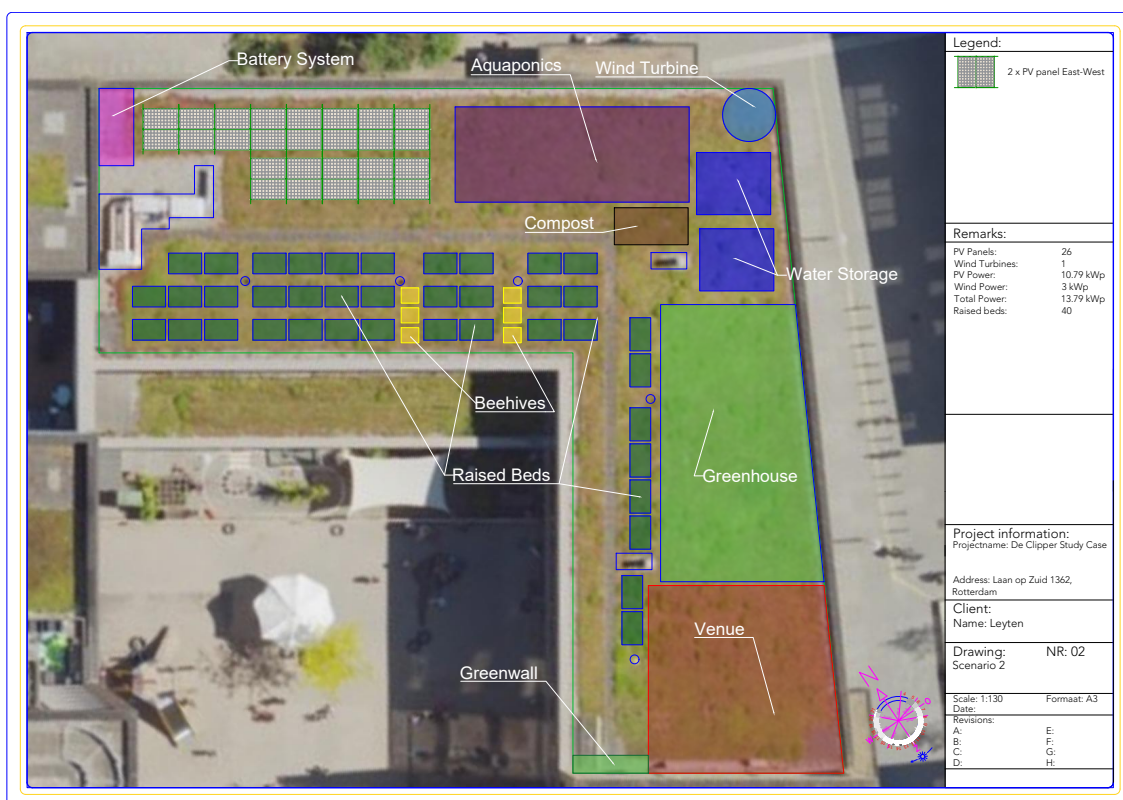 Battery System
Aquaponics
Wind Turbine
Compost
Water Storage
Beehives
Raised Beds
Greenhouse
Venue
Greenwall
N
Legend:
2 x PV panel East-West
Remarks:
PV Panels: 26
Wind Turbines: 1
PV Power: 10.79 kWp
Wind Power: 3 kWp
Total Power: 13.79 kWp
Raised beds: 40
Project information:
Projectname: De Clipper Study Case
Address: Laan op Zuid 1362,
Rotterdam
Client:
Name: Leyten
Drawing: NR: 02
Scenario 2
Scale: 1:130 Formaat: A3
Date:
Revisions:
A: E:
B: F:
C: G:
D: H: